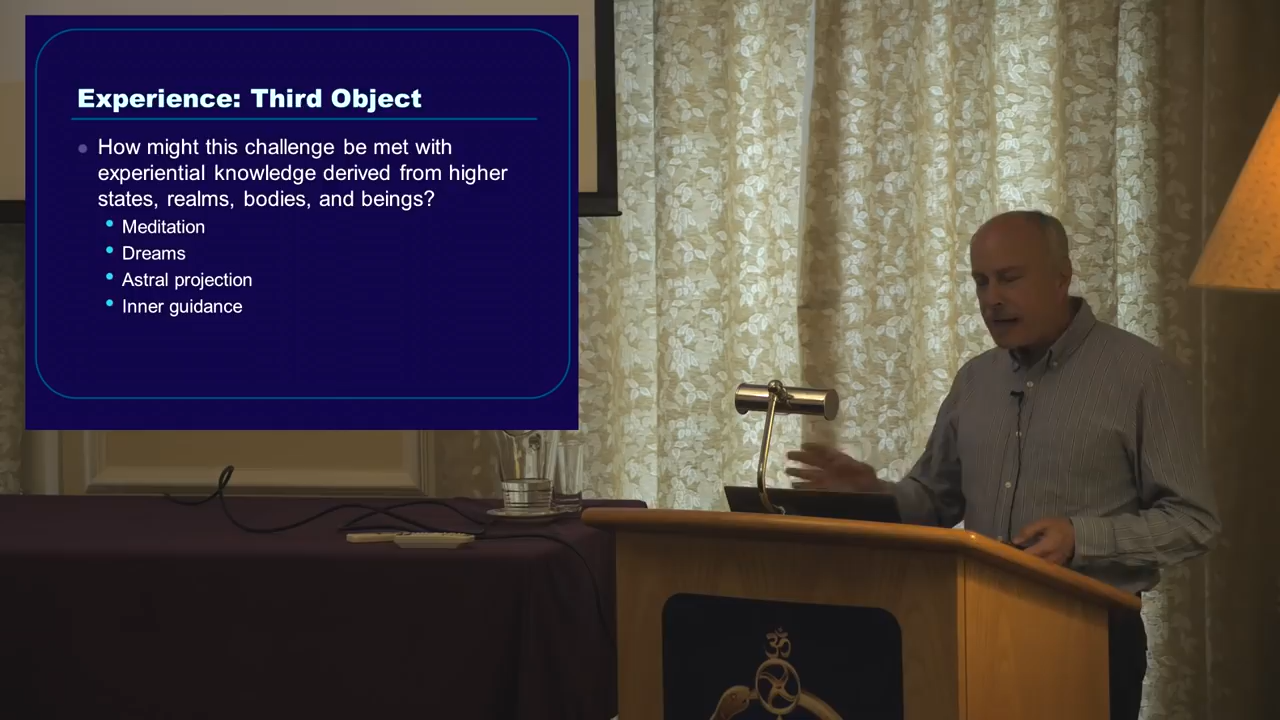 Experience: Third Object
How might this challenge be met with
experiential knowledge derived from higher
states, realms, bodies, and beings?
Meditation
Dreams
Astral projection
Inner guidance
ॐ